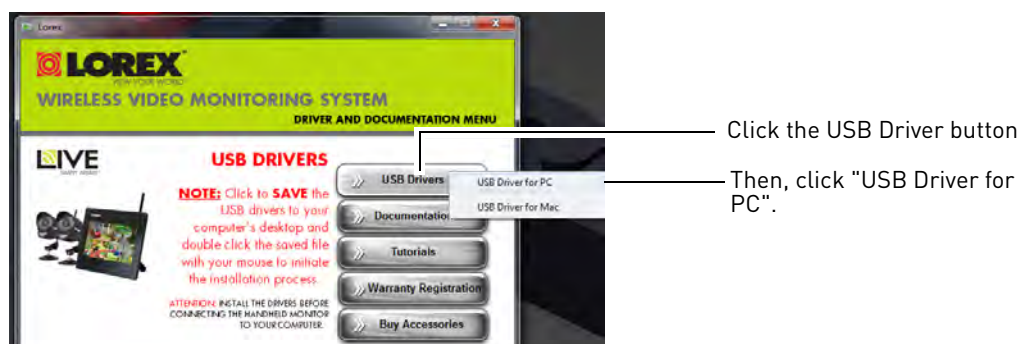 Lorex
LOREX
VIEW YOUR WORLD
WIRELESS VIDEO MONITORING SYSTEM
DRIVER AND DOCUMENTATION MENU
Click the USB Driver button
LIVE
USB DRIVERS
NOTE: Click to SAVE the
USB drivers to your
computer's desktop and
double click the saved file
with your mouse to initiate
the installation process.
ATTENTION: INSTALL THE DRIVERS BEFORE
CONNECTING THE HANDHELD MONITOR
TO YOUR COMPUTER.
USB Drivers
USB Driver for PC
USB Driver for Mac
Then, click "USB Driver for
PC".
Documentation
Tutorials
Warranty Registration
Buy Accessories